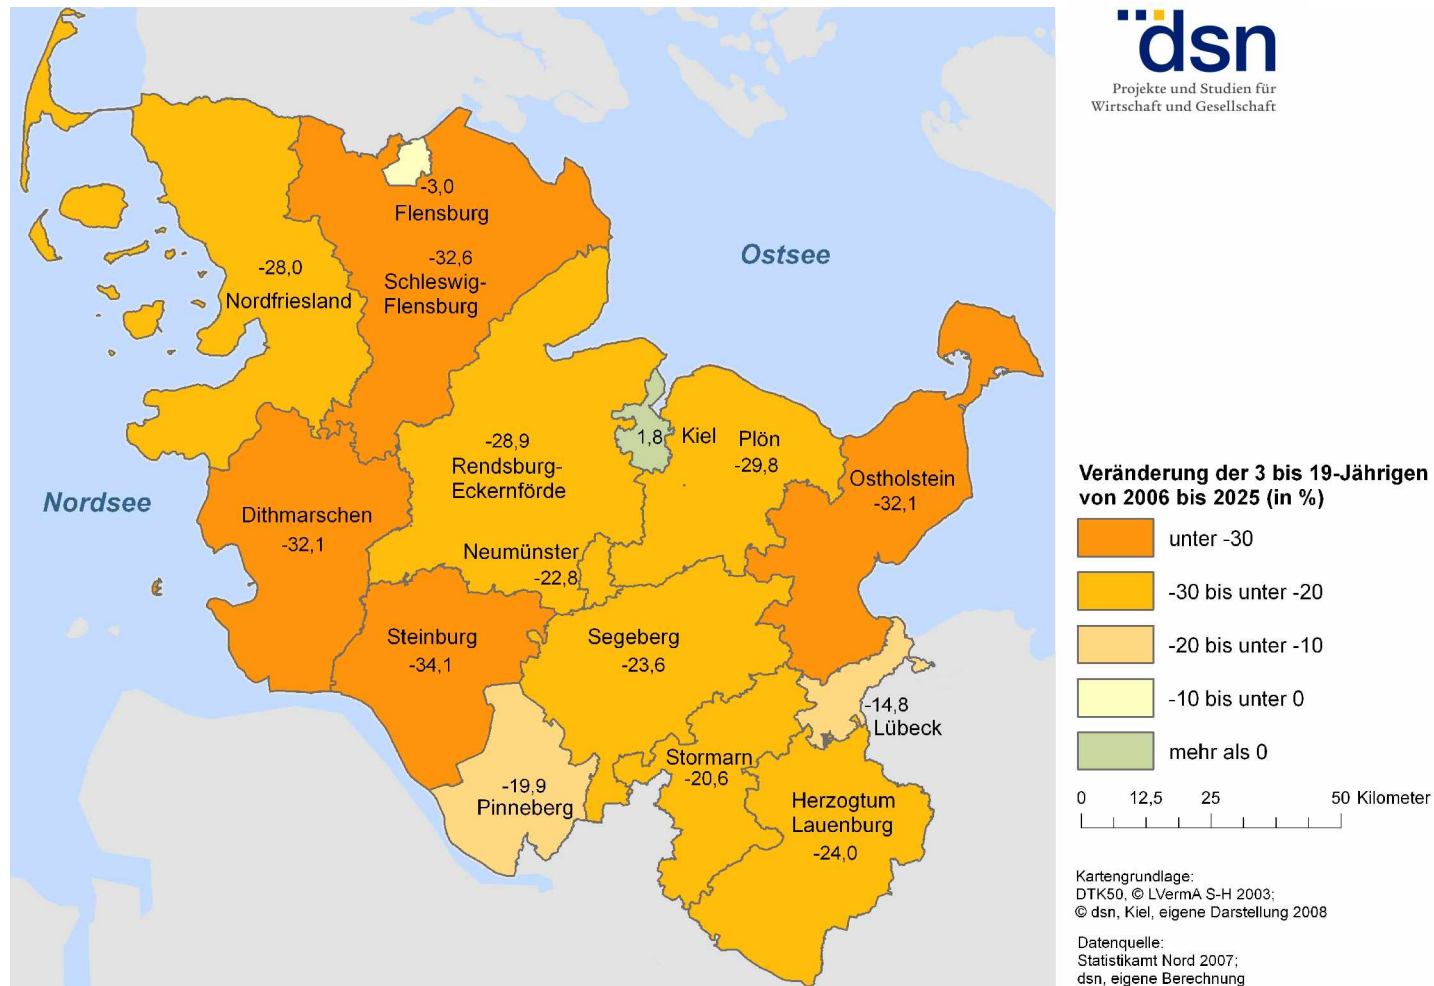 dsn
Projekte und Studien für
Wirtschaft und Gesellschaft
-3,0
Flensburg
-32,6
Schleswig-
Flensburg
-28,0
Nordfriesland
Ostsee
Nordsee
-28,9
Rendsburg-
Eckernförde
1,8
Kiel
Plön
-29,8
Ostholstein
-32,1
Dithmarschen
-32,1
Neumünster
-22,8
Steinburg
-34,1
Segeberg
-23,6
-14,8
Lübeck
Stormarn
-20,6
-19,9
Pinneberg
Herzogtum
Lauenburg
-24,0
Veränderung der 3 bis 19-Jährigen
von 2006 bis 2025 (in %)
unter -30
-30 bis unter -20
-20 bis unter -10
-10 bis unter 0
mehr als 0
0 12,5 25 50 Kilometer
Kartengrundlage:
DTK50, © LVermA S-H 2003;
© dsn, Kiel, eigene Darstellung 2008
Datenquelle:
Statistikamt Nord 2007;
dsn, eigene Berechnung